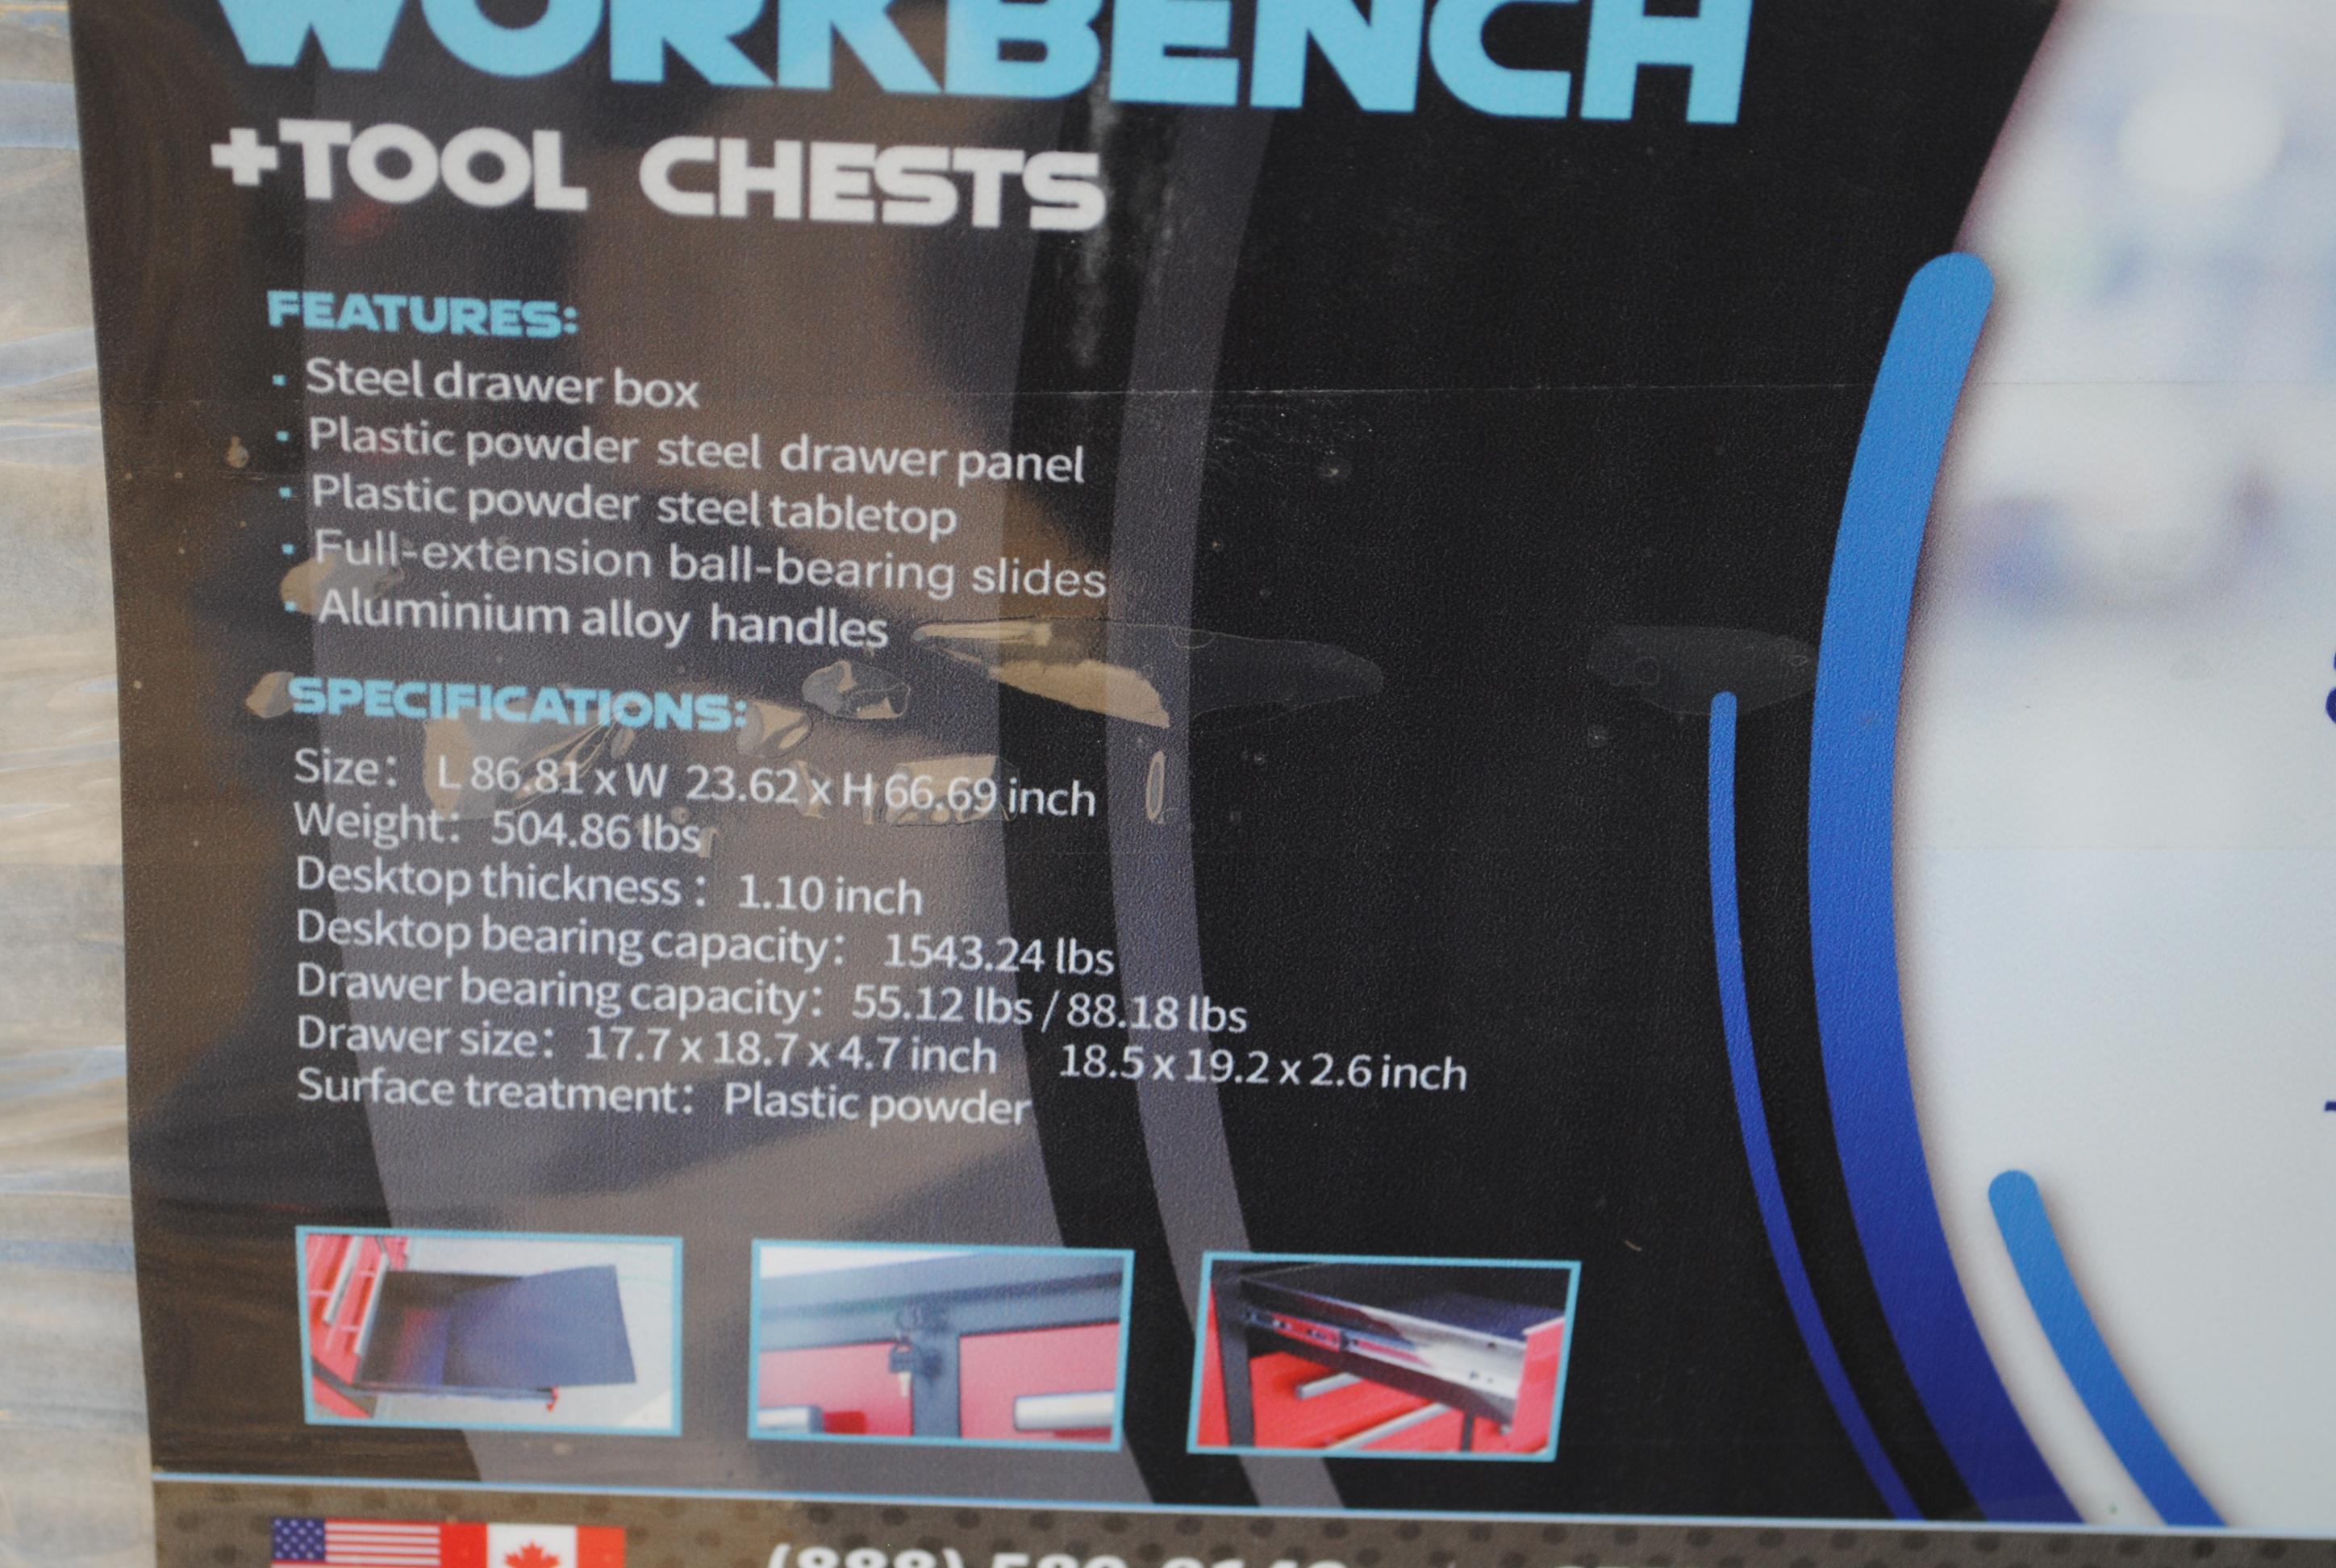 WORKBENCH
+TOOL CHESTS
FEATURES:
· Steel drawer box
· Plastic powder steel drawer panel
· Plastic powder steel tabletop
· Full-extension ball-bearing slides
· Aluminium alloy handles
SPECIFICATIONS:
Size: L 86.81 x W 23.62 x H 66.69 inch
Weight: 504.86 lbs
Desktop thickness : 1.10 inch
Desktop bearing capacity: 1543.24 lbs
Drawer bearing capacity: 55.12 lbs / 88.18 lbs
Drawer size: 17.7 x 18.7 x 4.7 inch 18.5 x 19.2 x 2.6 inch
Surface treatment: Plastic powder
(888)